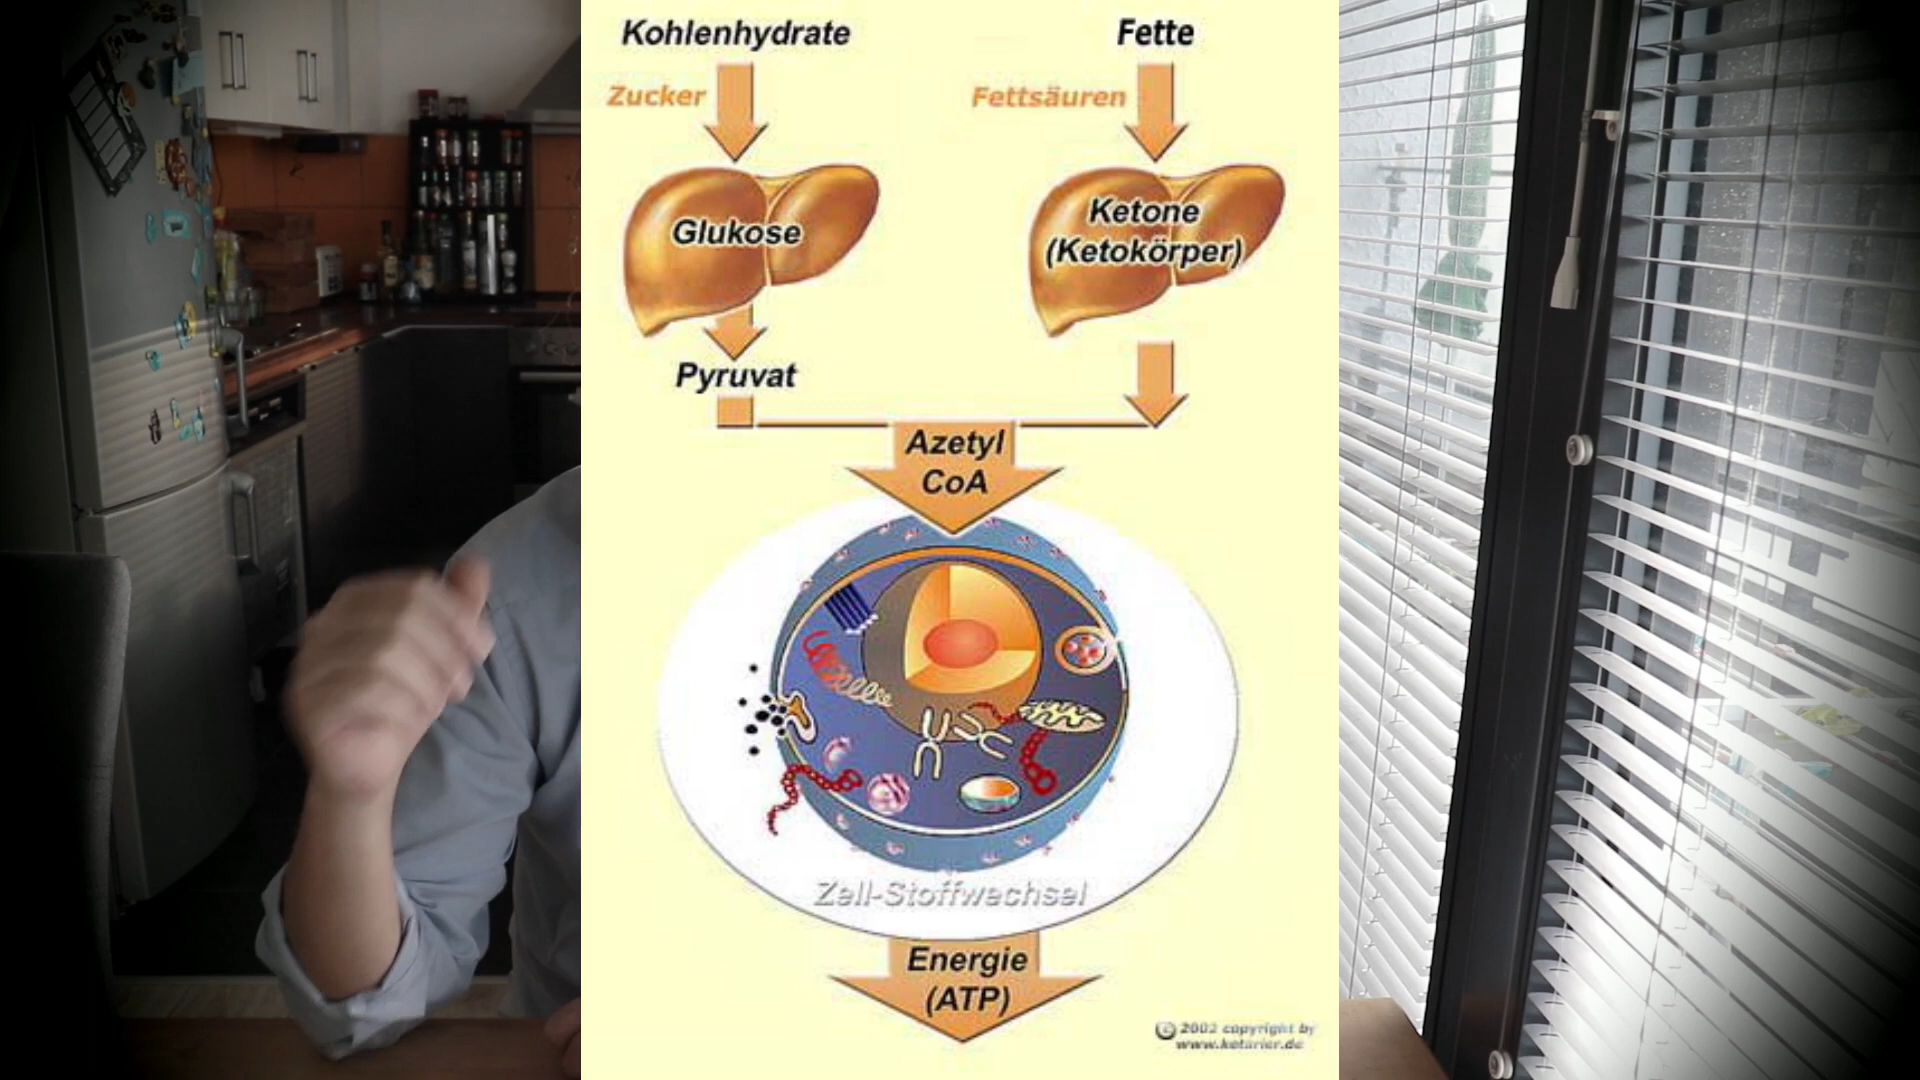 Kohlenhydrate
Fette
Zucker
Fettsäuren
Glukose
Ketone
(Ketokörper)
Pyruvat
Azetyl
CoA
Zell-Stoffwechsel
Energie
(ATP)
© 2002 copyright by
www.ketarier.de